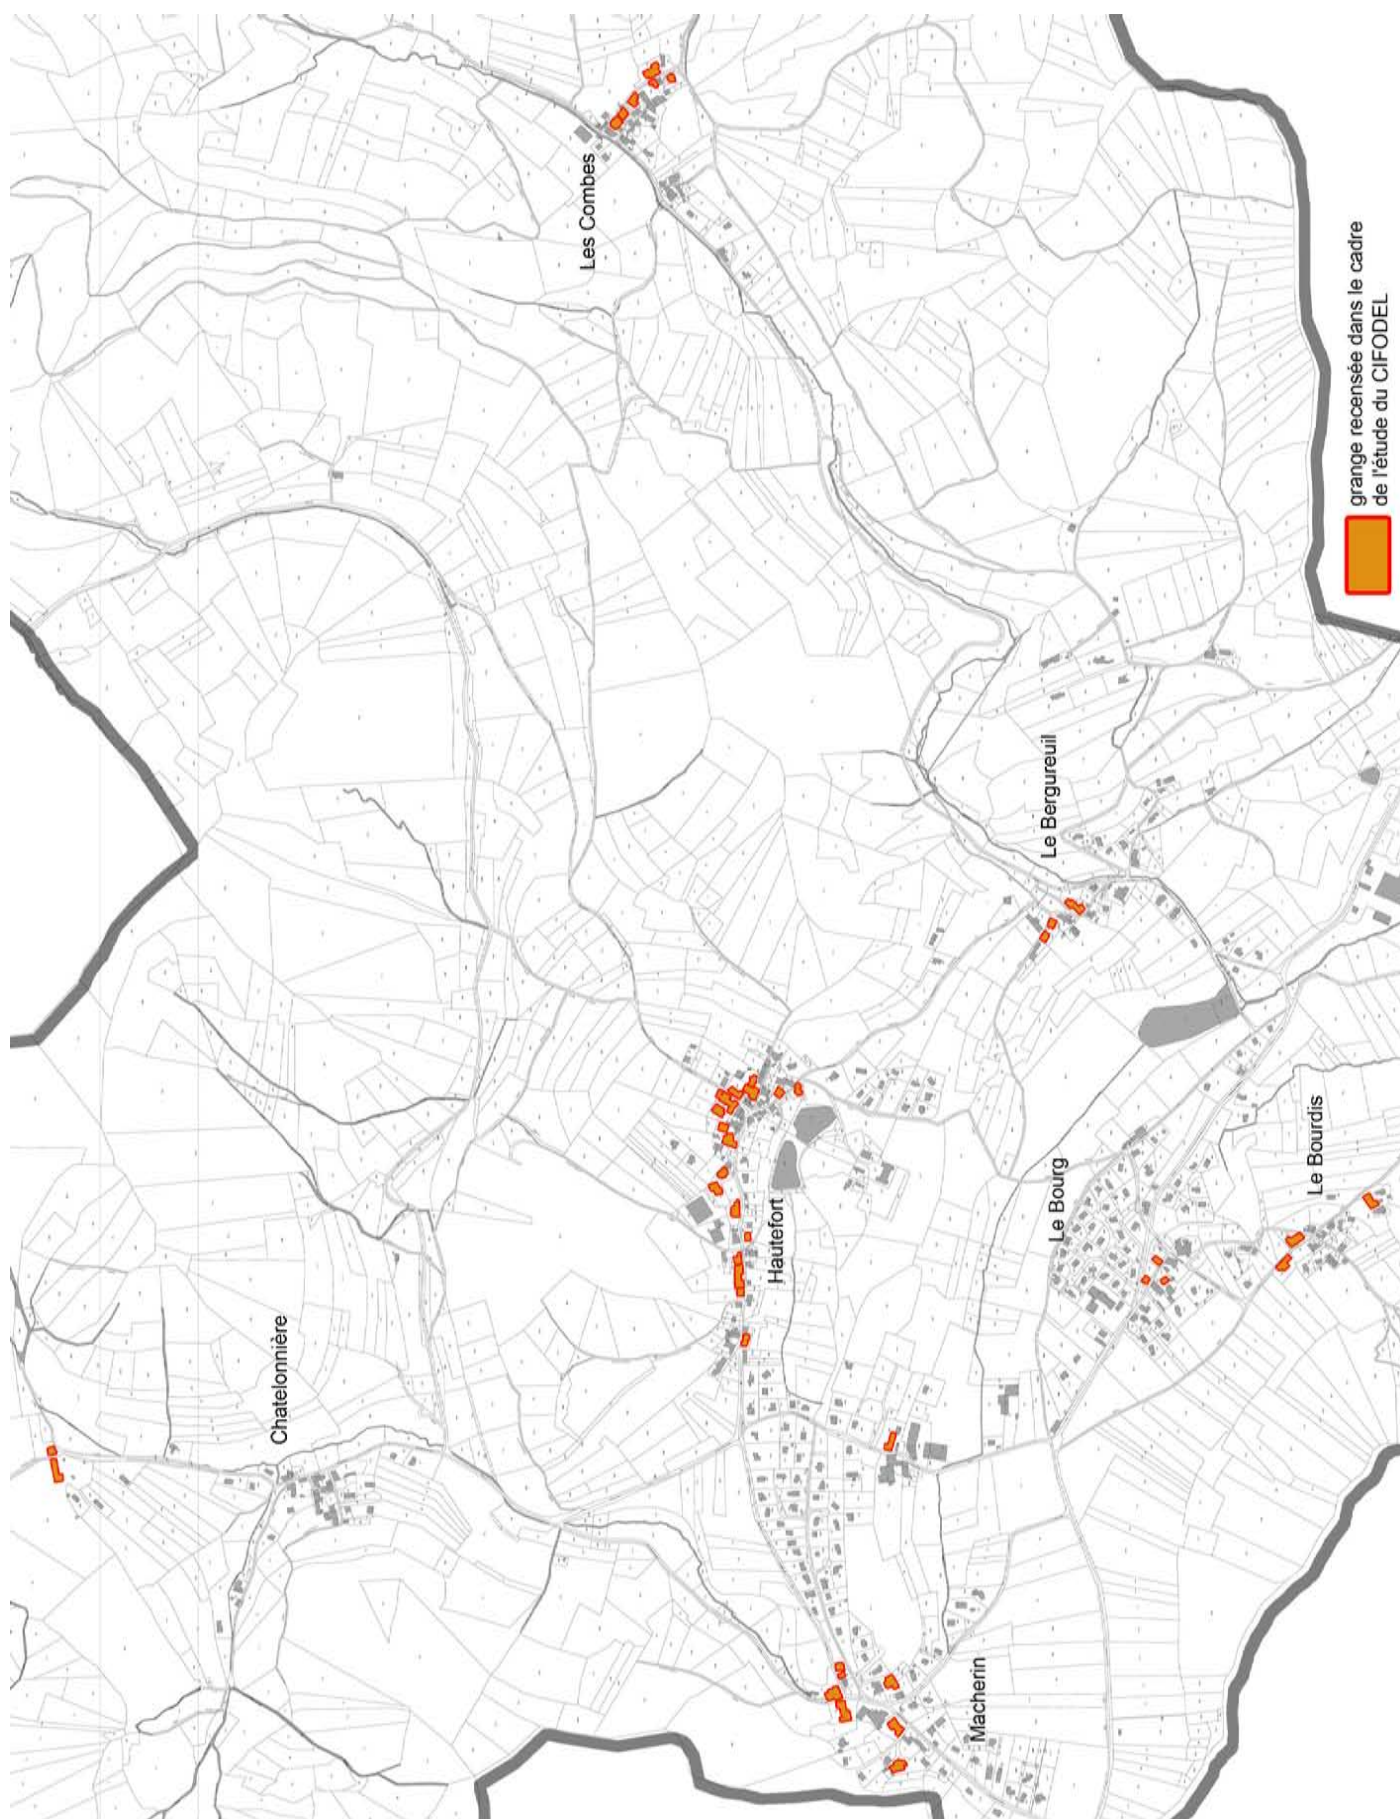 Les Combes
grange recensée dans le cadre
de l'étude du CIFODEL
Le Bergureuil
Le Bourdis
Le Bourg
Hautefort
Chatelonnière
Macherin